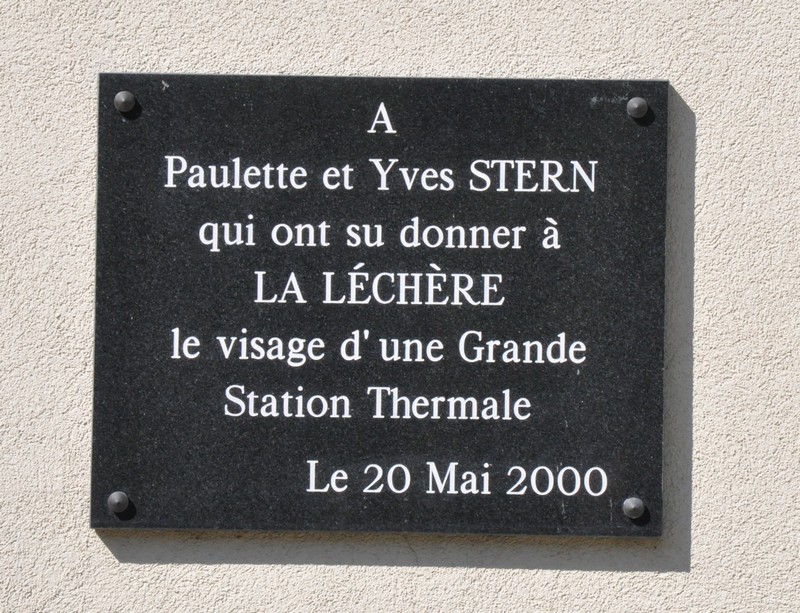 A
Paulette et Yves STERN
qui ont su donner à
LA LÉCHÈRE
le visage d'une Grande
Station Thermale
Le 20 Mai 2000